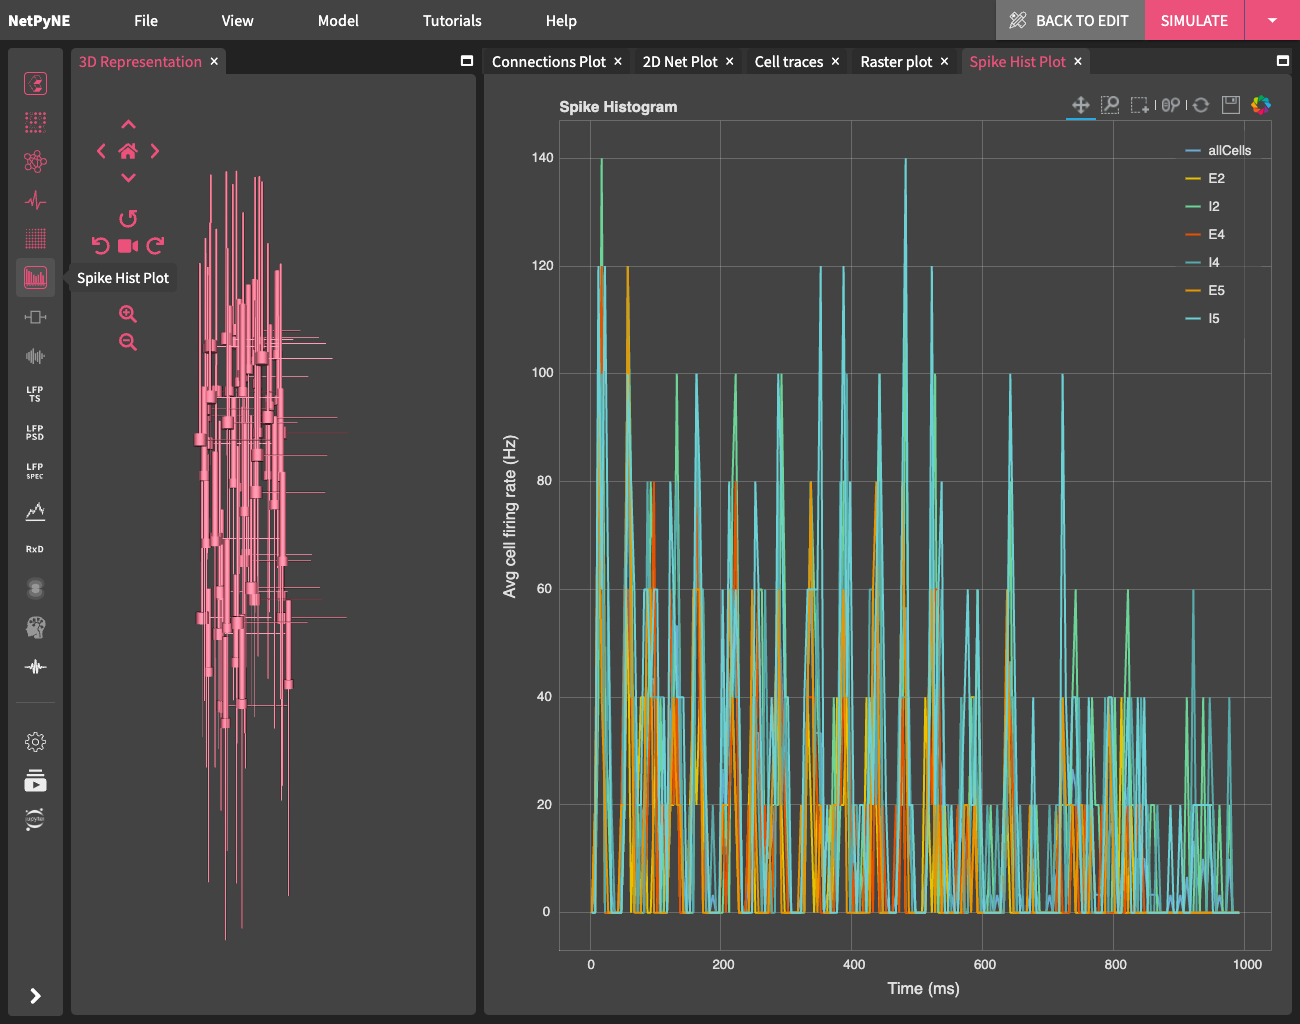 NetPyNE File View Model Tutorials Help BACK TO EDIT SIMULATE
3D Representation ×
Connections Plot × 2D Net Plot × Cell traces × Raster plot × Spike Hist Plot ×
Spike Hist Plot
LFP
TS
LFP
PSD
LFP
SPEC
RxD
jupyter
Spike Histogram
allCells
E2
I2
E4
I4
E5
I5
Avg cell firing rate (Hz)
140
120
100
80
60
40
20
0
0 200 400 600 800 1000
Time (ms)